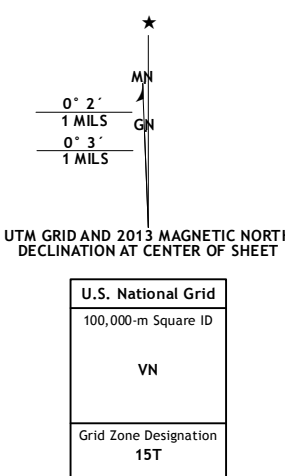 ★
MN
0° 2´
1 MILS
GN
0° 3´
1 MILS
UTM GRID AND 2013 MAGNETIC NORTH
DECLINATION AT CENTER OF SHEET
U.S. National Grid
100,000-m Square ID
VN
Grid Zone Designation
15T